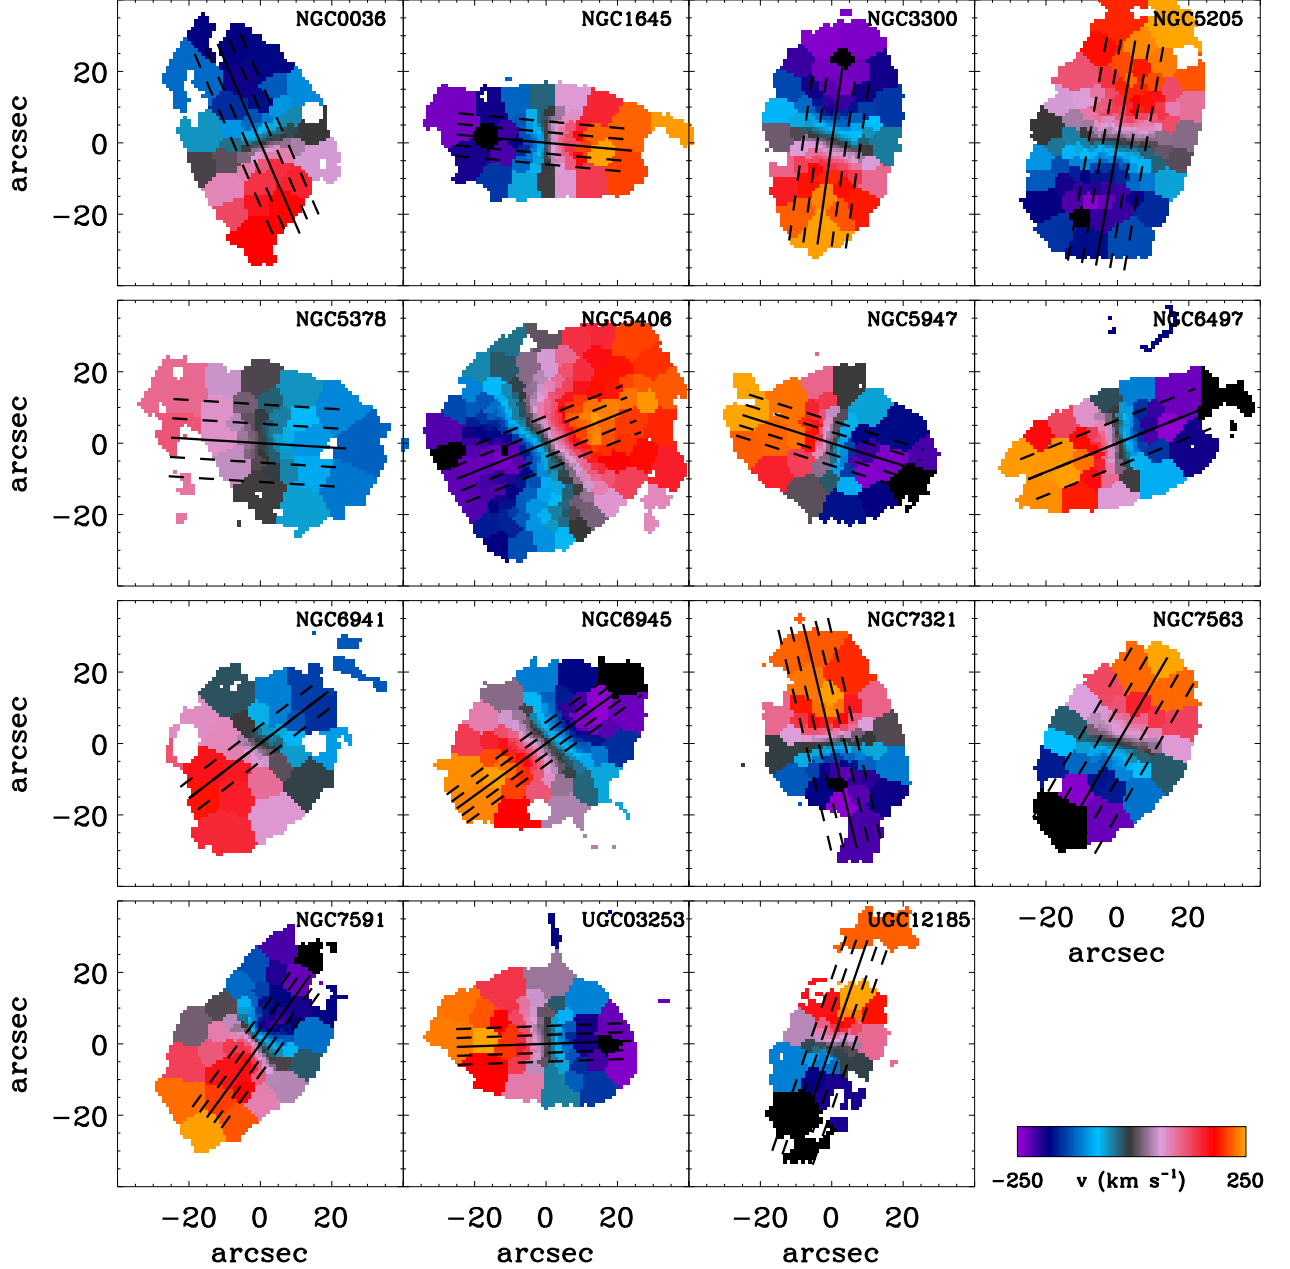 NGC0036 NGC1645 NGC3300 NGC5205
20
arcsec 0
−20
NGC5378 NGC5406 NGC5947 NGC6497
20
arcsec 0
−20
NGC6941 NGC6945 NGC7321 NGC7563
20
arcsec 0
−20
NGC7591 UGC03253 UGC12185
−20 0 20
arcsec
20
arcsec 0
−20
−250 v (km s⁻¹) 250
−20 0 20 −20 0 20 −20 0 20
arcsec arcsec arcsec